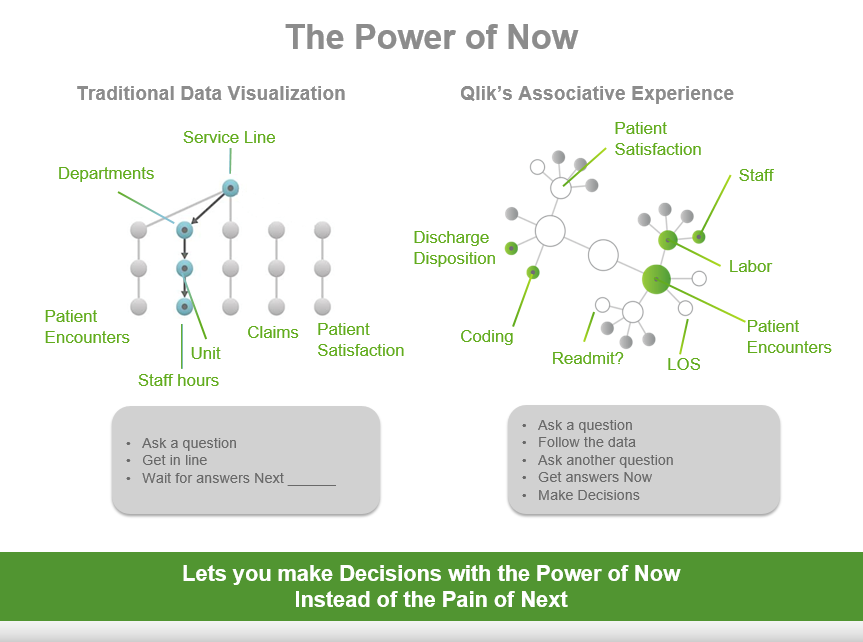 The Power of Now
Traditional Data Visualization
Service Line
Departments
Patient
Encounters
Unit
Staff hours
Claims
Patient
Satisfaction
• Ask a question
• Get in line
• Wait for answers Next ______
Qlik's Associative Experience
Patient
Satisfaction
Staff
Discharge
Disposition
Labor
Coding
Readmit?
LOS
Patient
Encounters
• Ask a question
• Follow the data
• Ask another question
• Get answers Now
• Make Decisions
Lets you make Decisions with the Power of Now
Instead of the Pain of Next